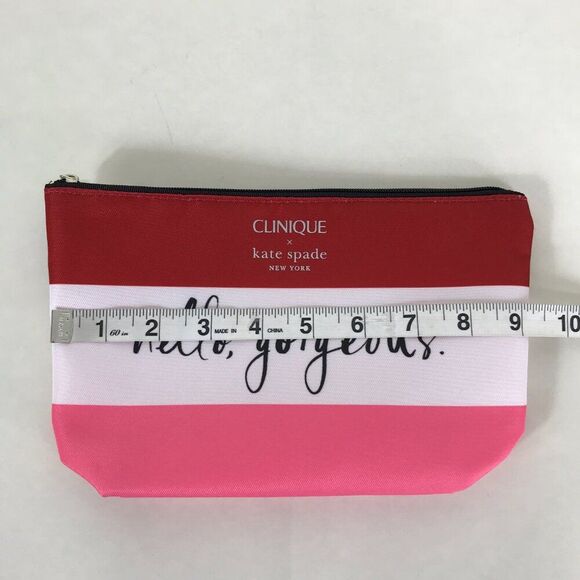 CLINIQUE
×
kate spade
NEW YORK
1 60 in 2 3 MADE IN 4 CHINA 5 6 7 8 9 10
hello, gorgeous.